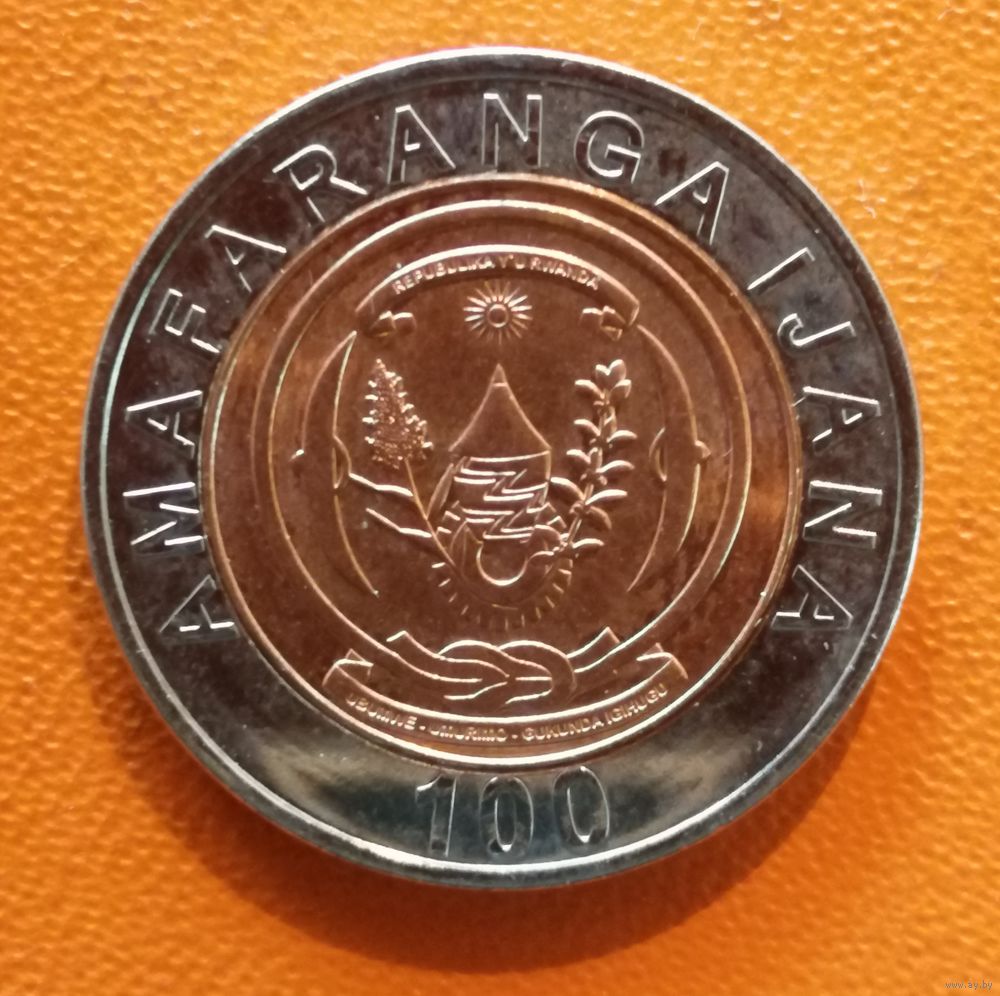 AMAFARANGA IJANA
REPUBULIKA Y'U RWANDA
UBUMWE - UMURIMO - GUKUNDA IGIHUGU
100
www.ay.by